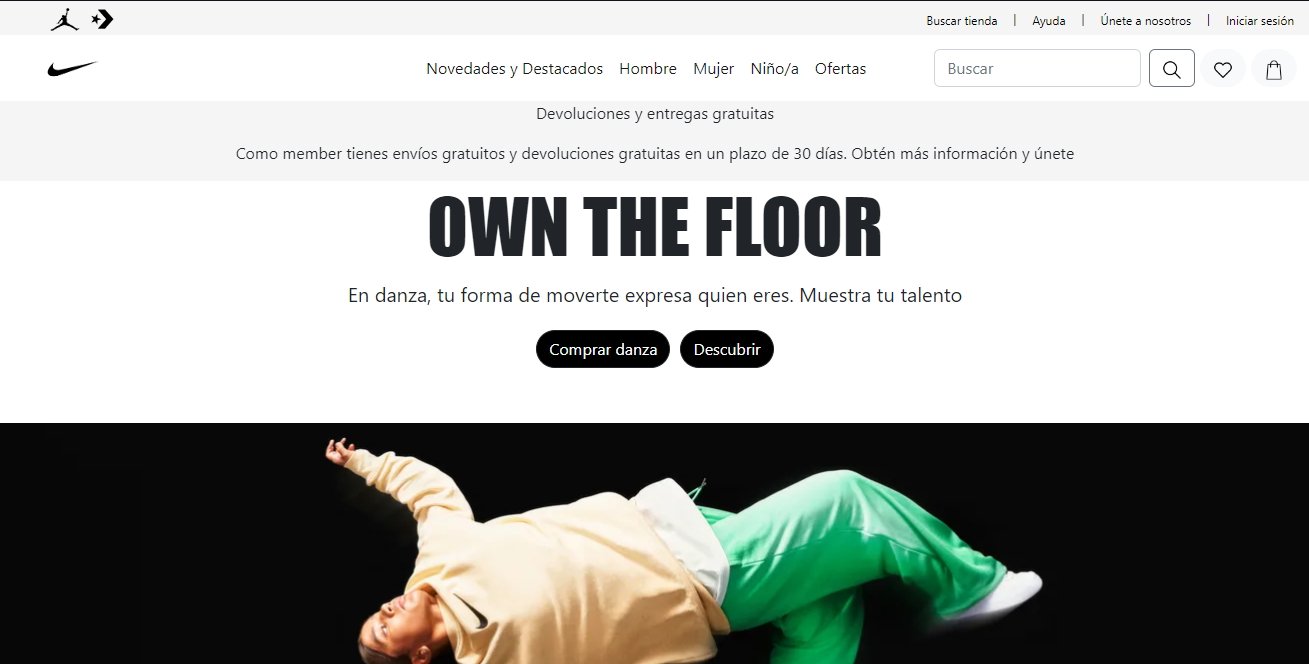 Buscar tienda | Ayuda | Únete a nosotros | Iniciar sesión
Novedades y Destacados Hombre Mujer Niño/a Ofertas Buscar
Devoluciones y entregas gratuitas
Como member tienes envíos gratuitos y devoluciones gratuitas en un plazo de 30 días. Obtén más información y únete
OWN THE FLOOR
En danza, tu forma de moverte expresa quien eres. Muestra tu talento
Comprar danza Descubrir